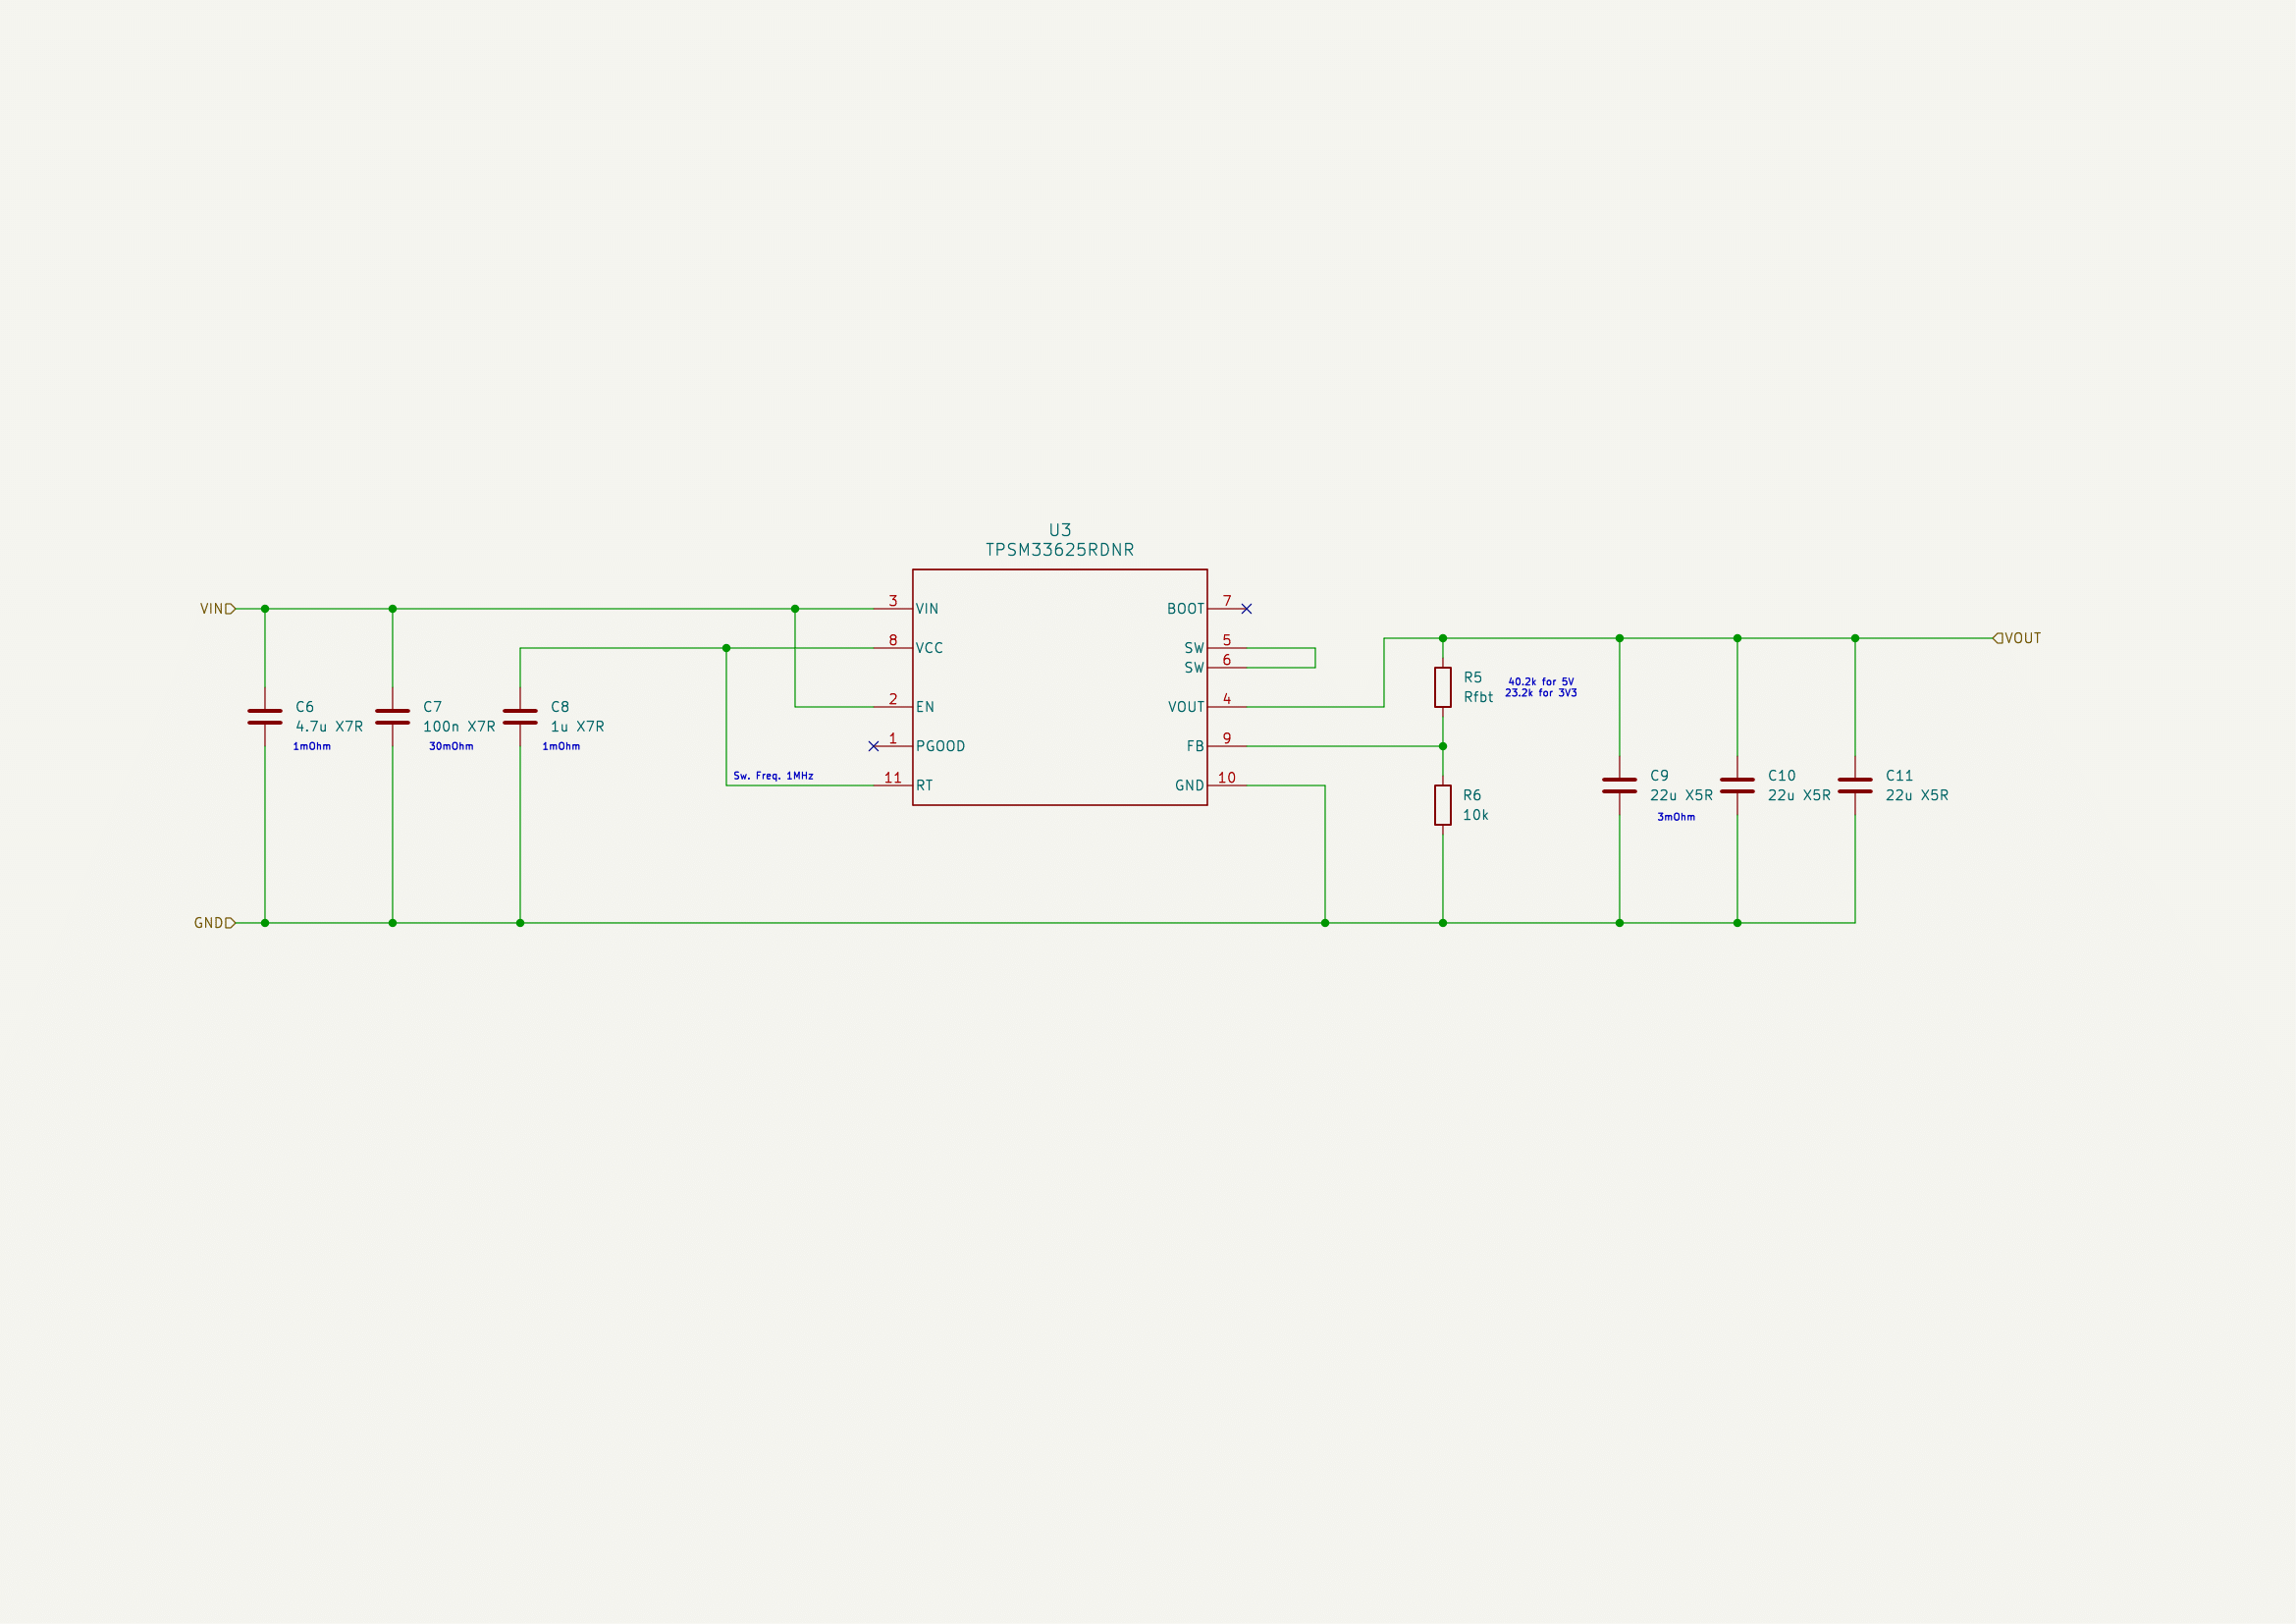 U3
TPSM33625RDNR
VIN
3
VIN
BOOT
7
8
VCC
SW
5
SW
6
VOUT
2
EN
VOUT
4
1
PGOOD
FB
9
11
RT
GND
10
Sw. Freq. 1MHz
C6
4.7u X7R
1mOhm
C7
100n X7R
30mOhm
C8
1u X7R
1mOhm
R5
Rfbt
40.2k for 5V
23.2k for 3V3
R6
10k
C9
22u X5R
3mOhm
C10
22u X5R
C11
22u X5R
GND